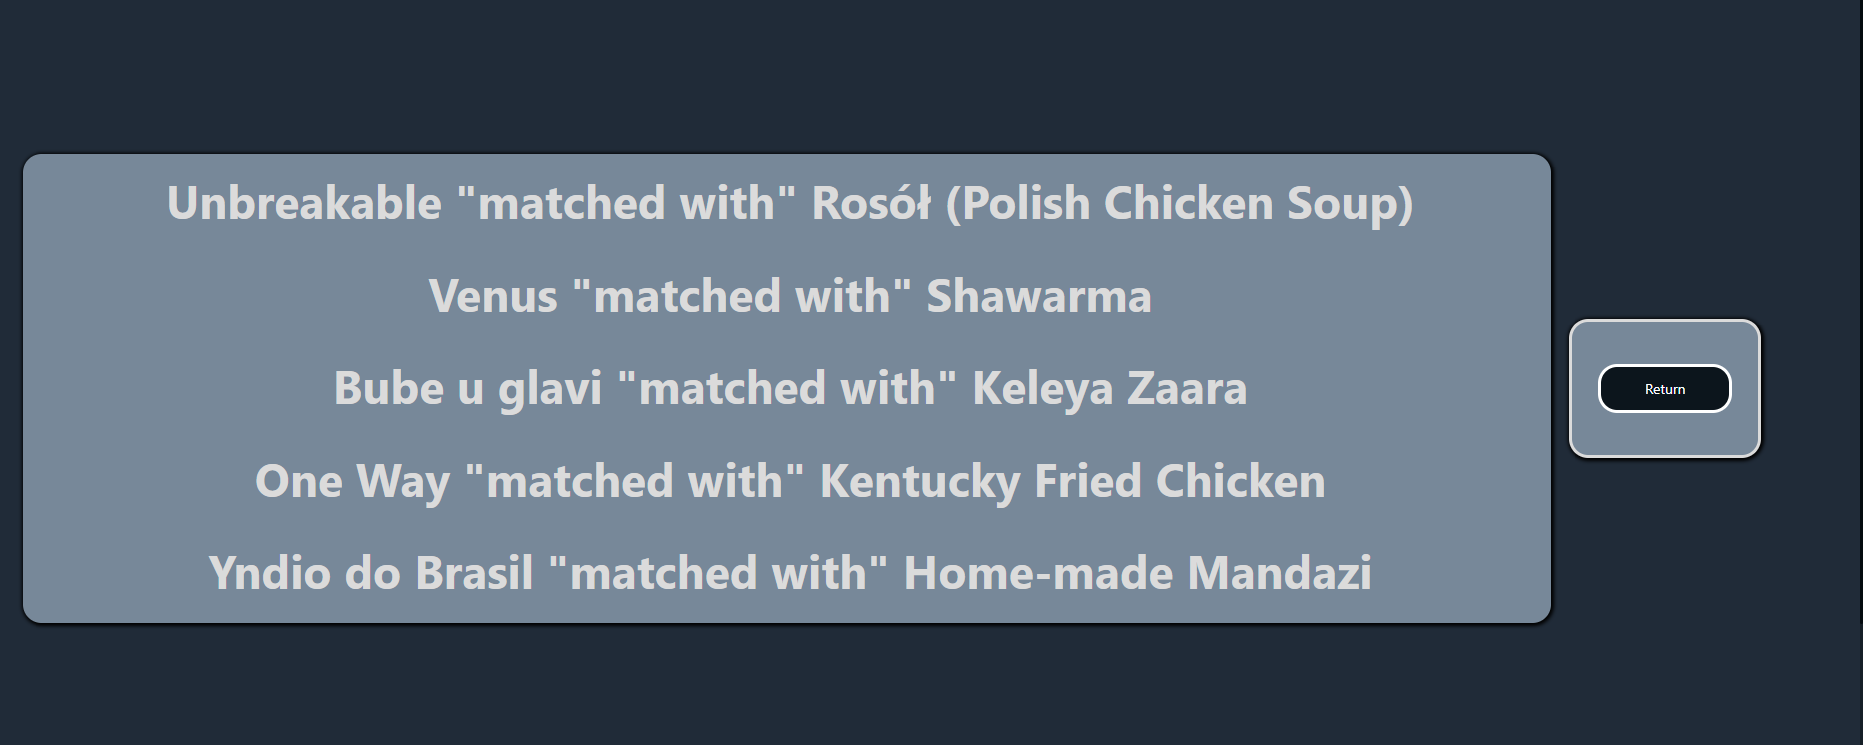 Unbreakable "matched with" Rosół (Polish Chicken Soup)
Venus "matched with" Shawarma
Bube u glavi "matched with" Keleya Zaara
One Way "matched with" Kentucky Fried Chicken
Yndio do Brasil "matched with" Home-made Mandazi
Return